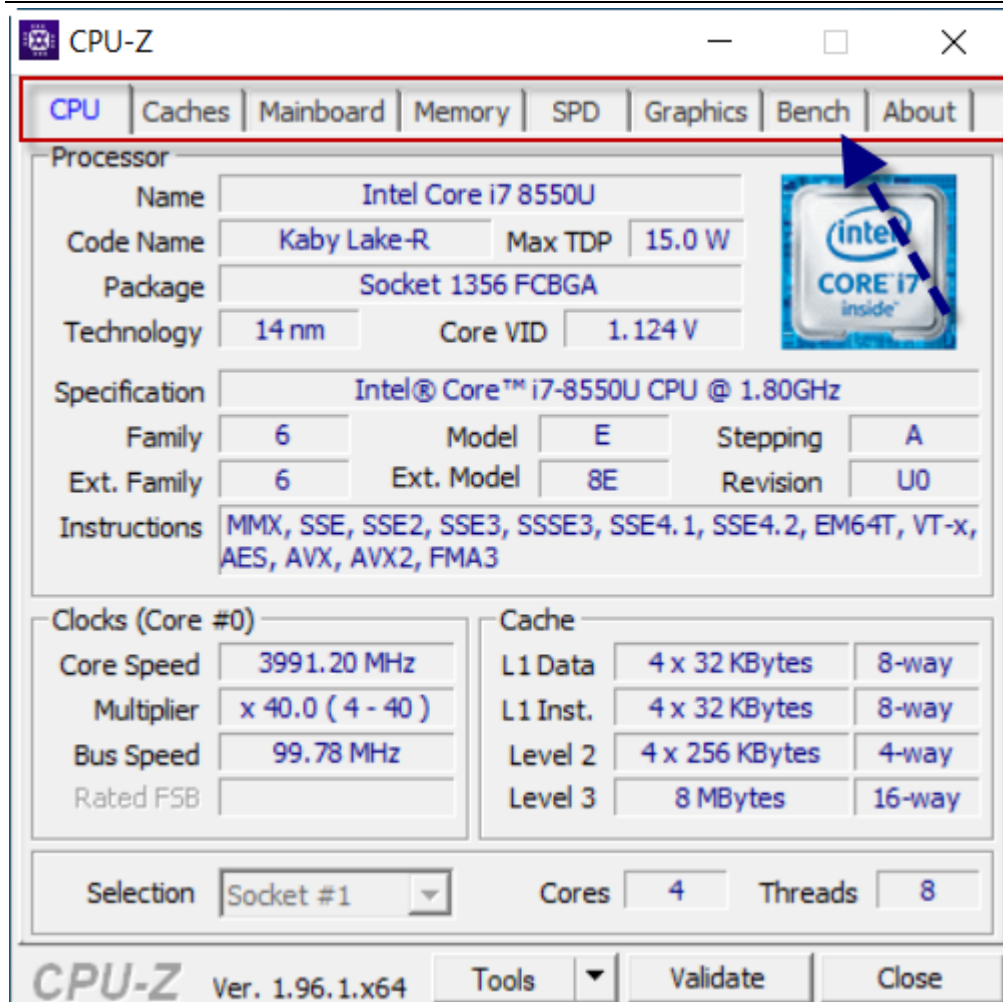 CPU-Z
CPU Caches Mainboard Memory SPD Graphics Bench About
Processor
Name Intel Core i7 8550U
Code Name Kaby Lake-R Max TDP 15.0 W
Package Socket 1356 FCBGA
Technology 14 nm Core VID 1.124 V
intel
CORE i7
inside™
Specification Intel® Core™ i7-8550U CPU @ 1.80GHz
Family 6 Model E Stepping A
Ext. Family 6 Ext. Model 8E Revision U0
Instructions MMX, SSE, SSE2, SSE3, SSSE3, SSE4.1, SSE4.2, EM64T, VT-x,
AES, AVX, AVX2, FMA3
Clocks (Core #0)
Core Speed 3991.20 MHz
Multiplier x 40.0 ( 4 - 40 )
Bus Speed 99.78 MHz
Rated FSB
Cache
L1 Data 4 x 32 KBytes 8-way
L1 Inst. 4 x 32 KBytes 8-way
Level 2 4 x 256 KBytes 4-way
Level 3 8 MBytes 16-way
Selection Socket #1 Cores 4 Threads 8
CPU-Z Ver. 1.96.1.x64 Tools Validate Close